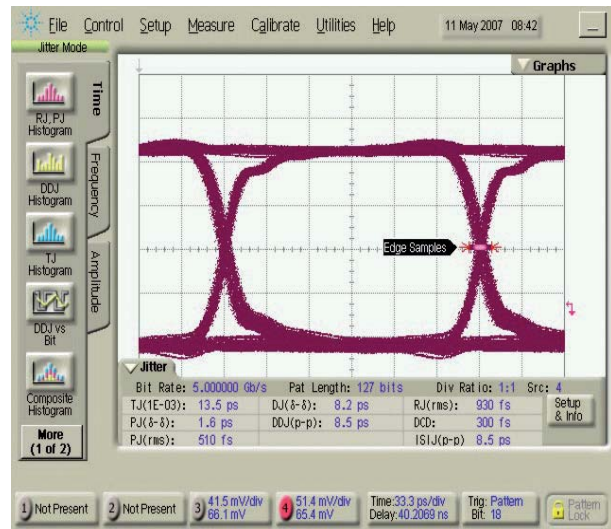 File Control Setup Measure Calibrate Utilities Help 11 May 2007 08:42
Jitter Mode
Graphs
RJ, PJ
Histogram
DDJ
Histogram
TJ
Histogram
DDJ vs
Bit
Composite
Histogram
More
(1 of 2)
Time
Frequency
Amplitude
Edge Samples
Jitter
Bit Rate: 5.000000 Gb/s Pat Length: 127 bits Div Ratio: 1:1 Src: 4
TJ(1E-03): 13.5 ps DJ(δ-δ): 8.2 ps RJ(rms): 930 fs
PJ(δ-δ): 1.6 ps DDJ(p-p): 8.5 ps DCD: 300 fs
PJ(rms): 510 fs ISI(p-p) 8.5 ps
Setup
& Info
1 Not Present 2 Not Present 3 41.5 mV/div 4 51.4 mV/div Time:33.3 ps/div Trig: Pattern Pattern
66.1 mV 65.4 mV Delay:40.2069 ns Bit: 18 Lock